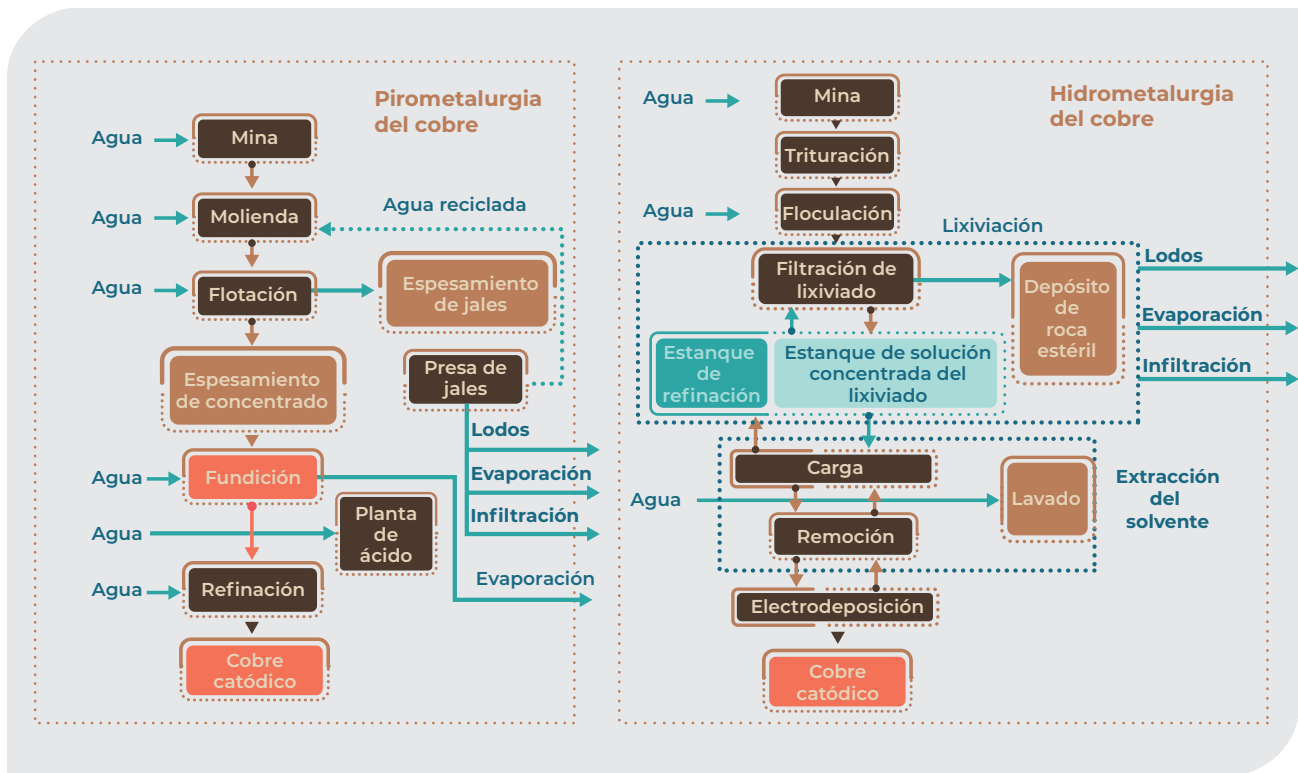 Pirometalurgia
del cobre
Agua
Mina
Agua
Molienda
Agua reciclada
Agua
Flotación
Espesamiento
de jales
Espesamiento
de concentrado
Presa de
jales
Lodos
Evaporación
Infiltración
Agua
Fundición
Agua
Planta
de
ácido
Evaporación
Agua
Refinación
Cobre
catódico
Hidrometalurgia
del cobre
Agua
Mina
Trituración
Agua
Floculación
Lixiviación
Filtración de
lixiviado
Depósito
de
roca
estéril
Lodos
Evaporación
Infiltración
Estanque
de
refinación
Estanque de solución
concentrada del
lixiviado
Carga
Agua
Lavado
Extracción
del
solvente
Remoción
Electrodeposición
Cobre
catódico